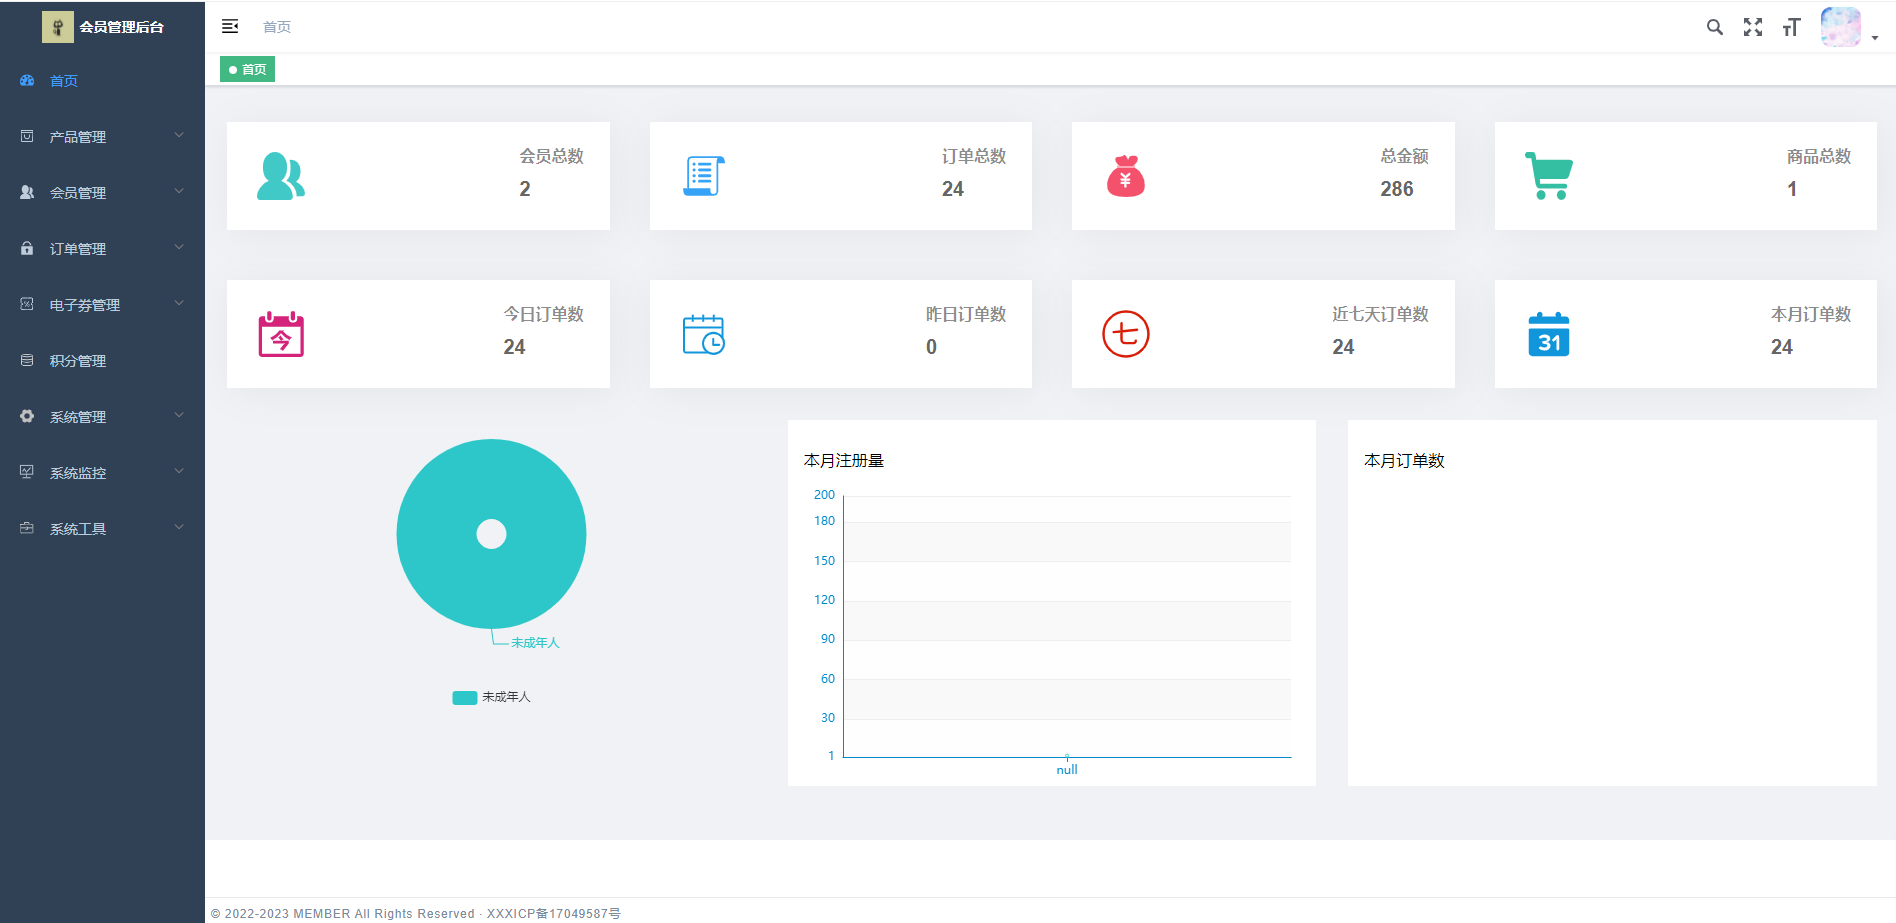 会员管理后台
首页
产品管理
会员管理
订单管理
电子券管理
积分管理
系统管理
系统监控
系统工具
首页
首页
会员总数
2
订单总数
24
¥
总金额
286
商品总数
1
今
今日订单数
24
昨日订单数
0
七
近七天订单数
24
31
本月订单数
24
未成年人
未成年人
本月注册量
200
180
150
120
90
60
30
1
null
本月订单数
© 2022-2023 MEMBER All Rights Reserved · XXXICP备17049587号